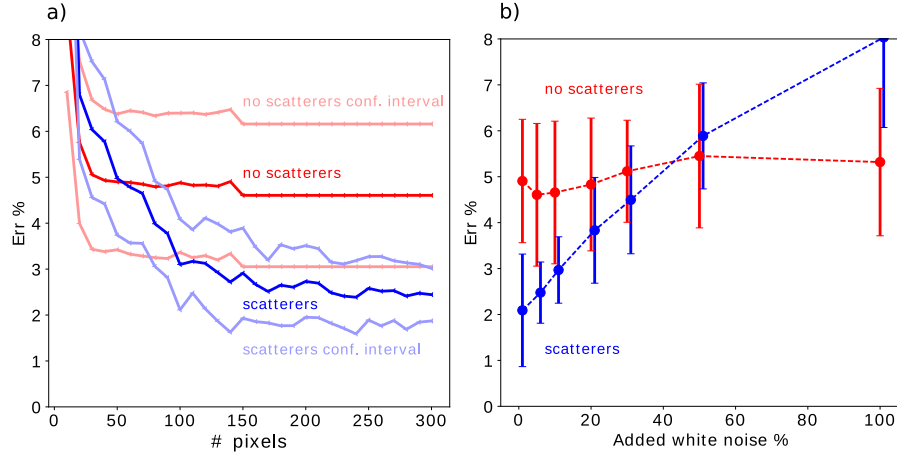 a)
b)
8
7
6
5
4
3
2
1
0
Err %
0 50 100 150 200 250 300
# pixels
no scatterers conf. interval
no scatterers
scatterers
scatterers conf. interval
8
7
6
5
4
3
2
1
0
Err %
0 20 40 60 80 100
Added white noise %
no scatterers
scatterers